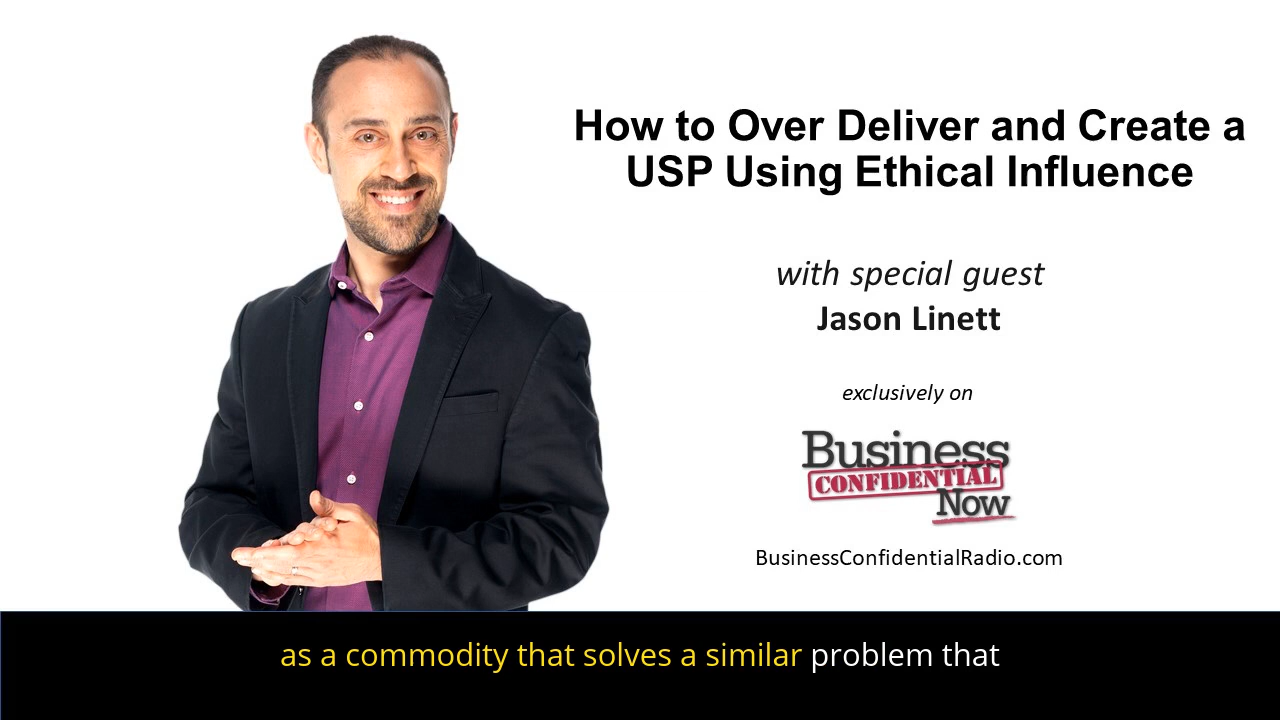 How to Over Deliver and Create a
USP Using Ethical Influence
with special guest
Jason Linett
exclusively on
Business
CONFIDENTIAL
Now
BusinessConfidentialRadio.com
as a commodity that solves a similar problem that